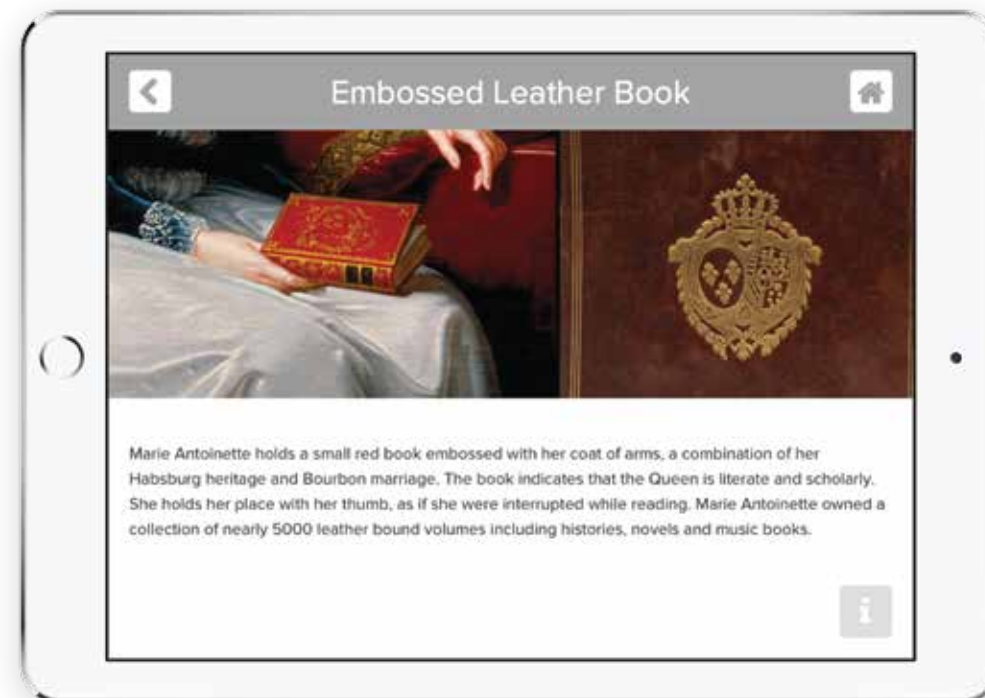 Embossed Leather Book
Marie Antoinette holds a small red book embossed with her coat of arms, a combination of her
Habsburg heritage and Bourbon marriage. The book indicates that the Queen is literate and scholarly.
She holds her place with her thumb, as if she were interrupted while reading. Marie Antoinette owned a
collection of nearly 5000 leather bound volumes including histories, novels and music books.
i